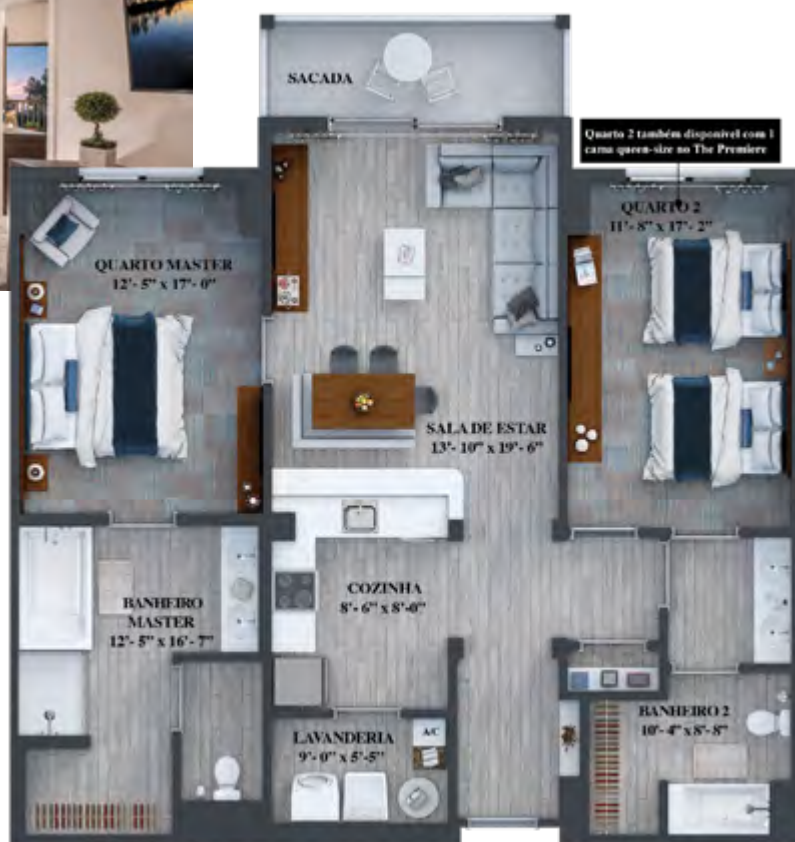 SACADA
Quarto 2 também disponível com 1
cama queen-size no The Premiere
QUARTO 2
11'- 8" x 17'- 2"
QUARTO MASTER
12'- 5" x 17'- 0"
SALA DE ESTAR
13'- 10" x 19'- 6"
COZINHA
8'- 6" x 8'-0"
BANHEIRO
MASTER
12'- 5" x 16'- 7"
LAVANDERIA
9'- 0" x 5'-5"
A/C
BANHEIRO 2
10'- 4" x 8'- 8"